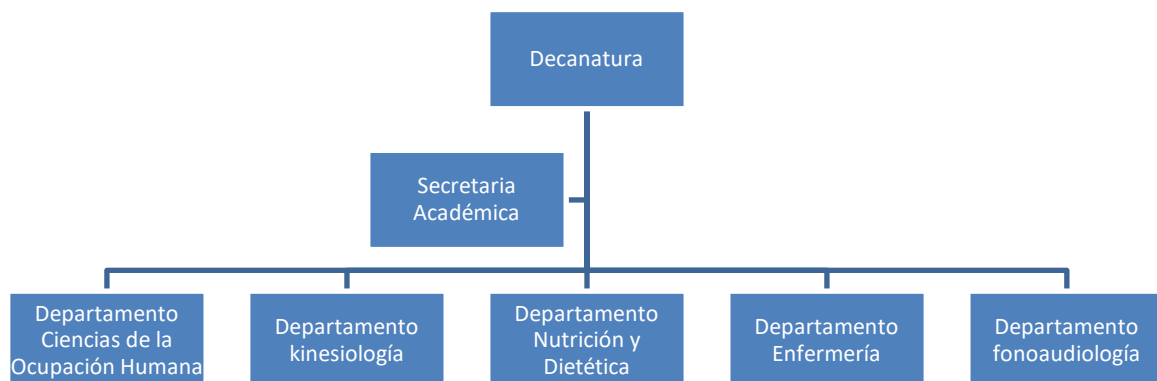 Decanatura
Secretaria
Académica
Departamento
Ciencias de la
Ocupación Humana
Departamento
kinesiología
Departamento
Nutrición y
Dietética
Departamento
Enfermería
Departamento
fonoaudiología